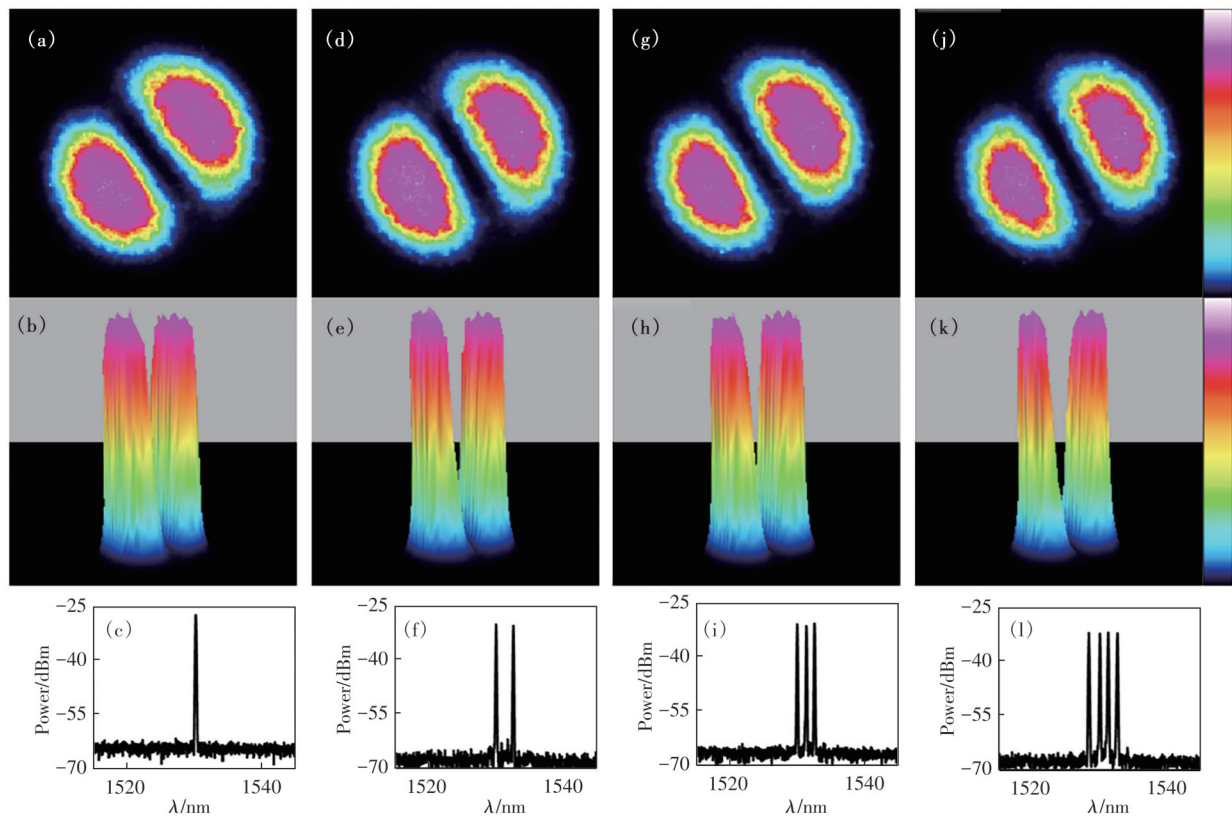 (a)
(d)
(g)
(j)
(b)
(e)
(h)
(k)
−25
−40
−55
−70
Power/dBm
(c)
1520
1540
λ/nm
−25
−40
−55
−70
Power/dBm
(f)
1520
1540
λ/nm
−25
−40
−55
−70
Power/dBm
(i)
1520
1540
λ/nm
−25
−40
−55
−70
Power/dBm
(l)
1520
1540
λ/nm